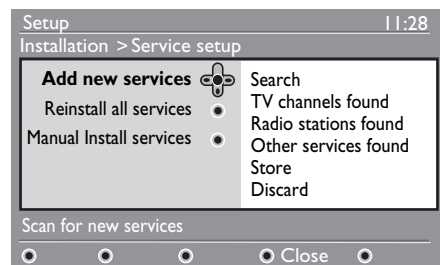 Setup 11:28
Installation > Service setup
Add new services
Reinstall all services
Manual Install services
Search
TV channels found
Radio stations found
Other services found
Store
Discard
Scan for new services
Close